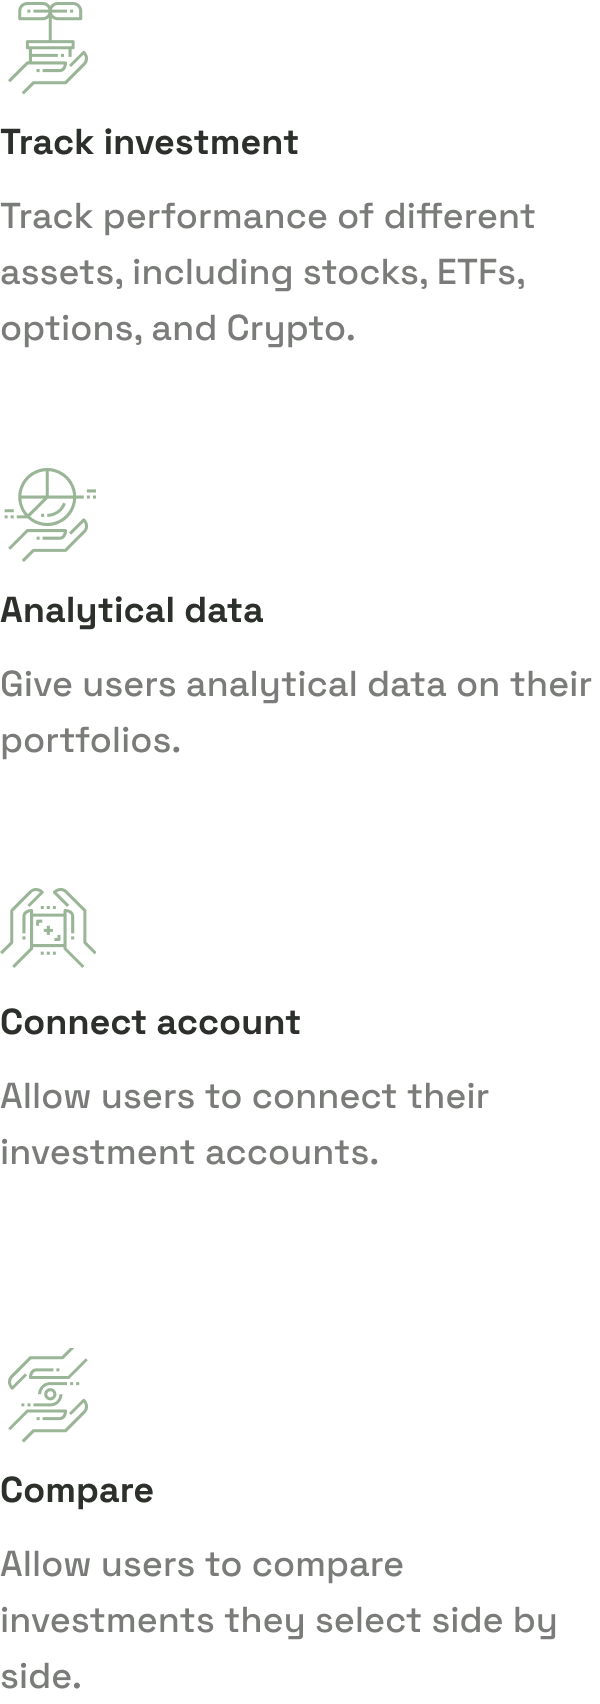 Track investment
Track performance of different
assets, including stocks, ETFs,
options, and Crypto.
Analytical data
Give users analytical data on their
portfolios.
Connect account
Allow users to connect their
investment accounts.
Compare
Allow users to compare
investments they select side by
side.